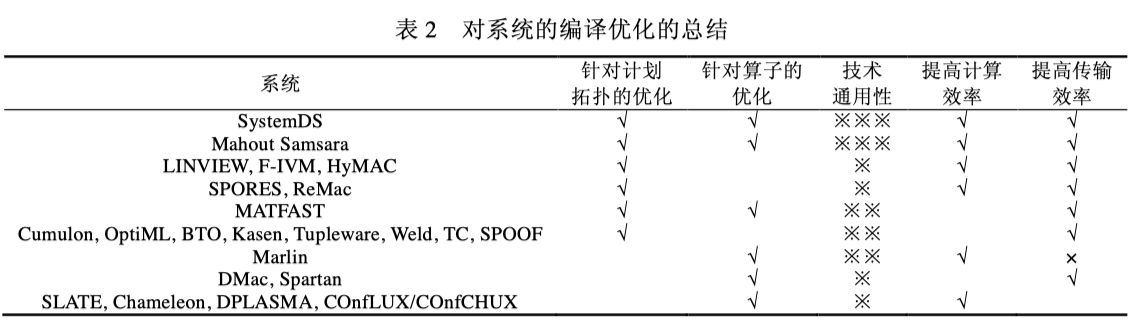 表 2 对系统的编译优化的总结
系统 针对计划拓扑的优化 针对算子的优化 技术通用性 提高计算效率 提高传输效率
SystemDS √ √ ※※※ √ √
Mahout Samsara √ √ ※※※ √ √
LINVIEW, F-IVM, HyMAC √ ※ √ √
SPORES, ReMac √ ※ √ √
MATFAST √ √ ※※ √
Cumulon, OptiML, BTO, Kasen, Tupleware, Weld, TC, SPOOF √ ※※ √
Marlin √ ※※ √ ×
DMac, Spartan √ ※ √
SLATE, Chameleon, DPLASMA, COnfLUX/COnfCHUX √ ※ √